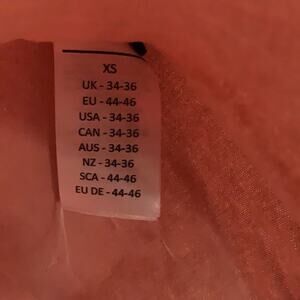 XS
UK - 34-36
EU - 44-46
USA - 34-36
CAN - 34-36
AUS - 34-36
NZ - 34-36
SCA - 44-46
EU DE - 44-46